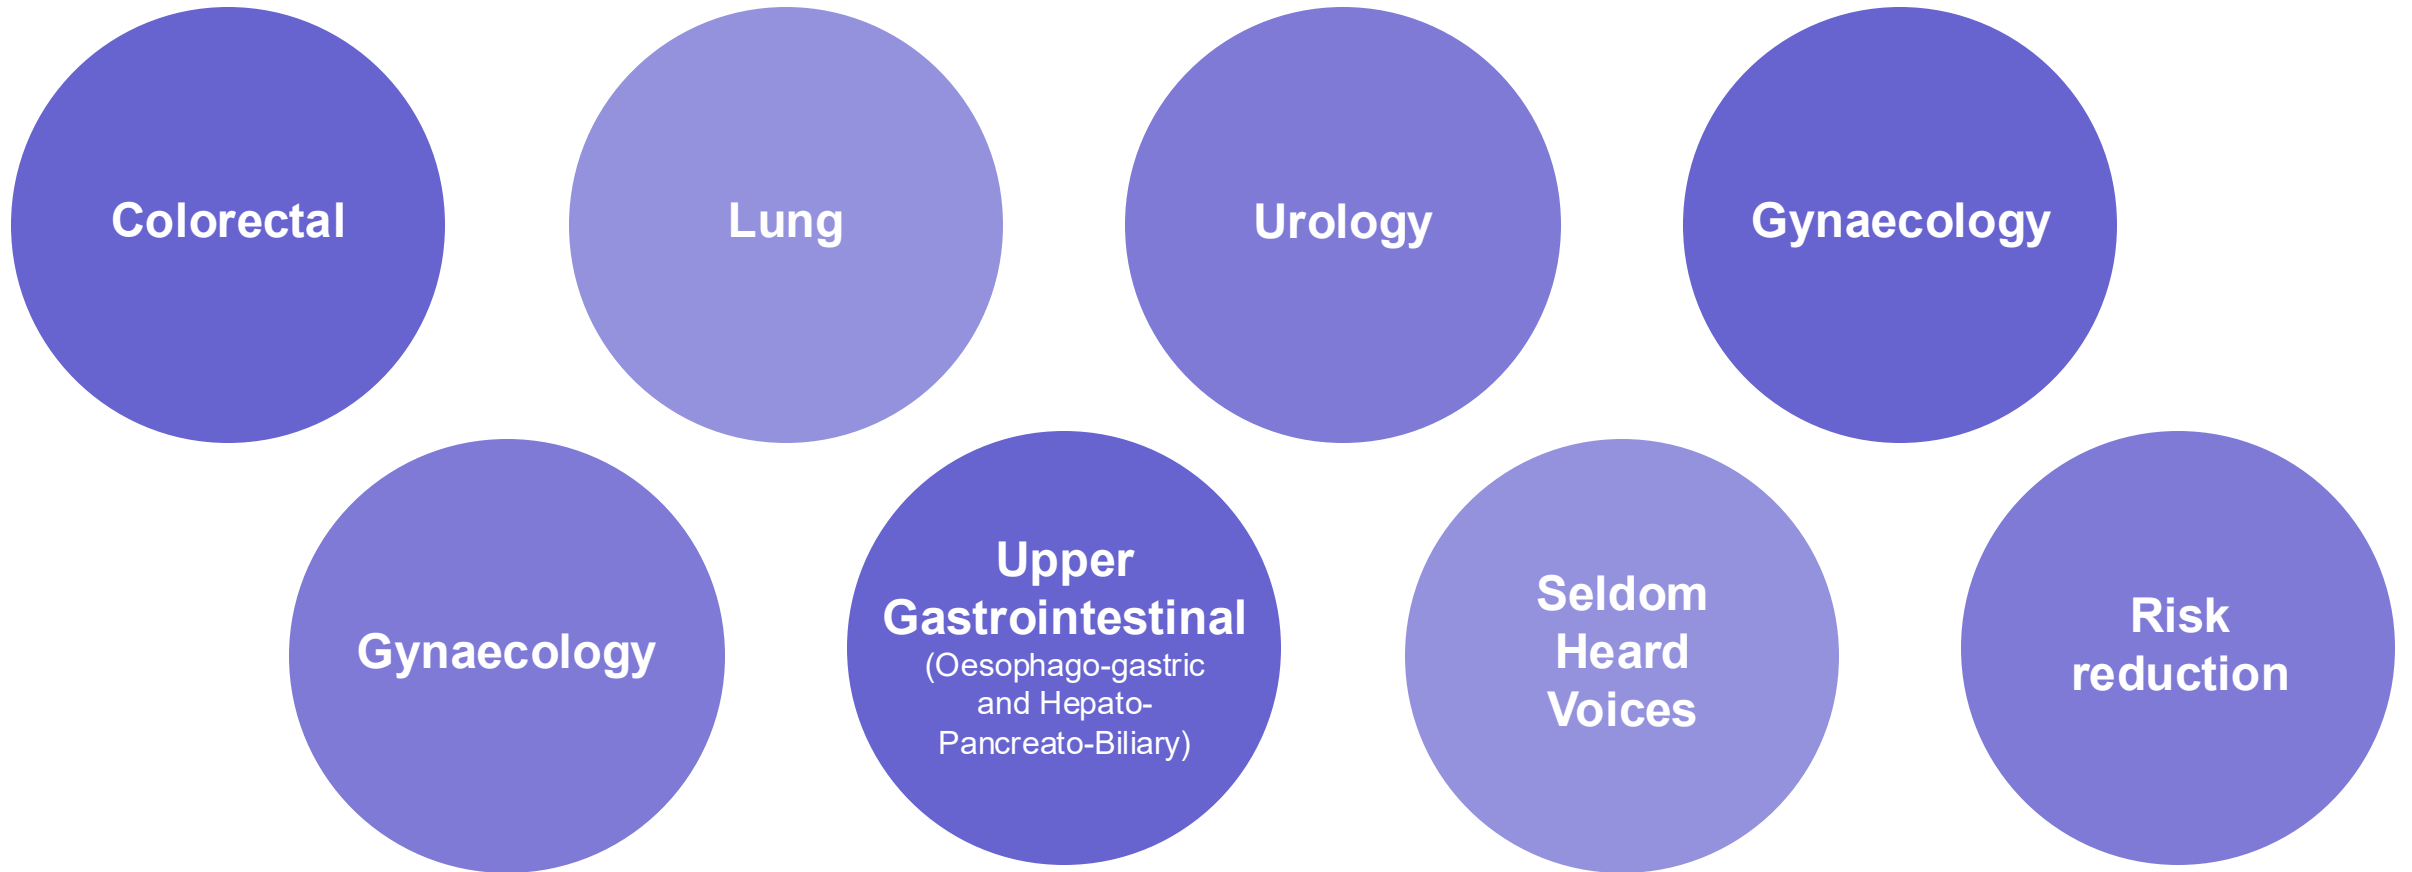 Colorectal
Lung
Urology
Gynaecology
Gynaecology
Upper
Gastrointestinal
(Oesophago-gastric
and Hepato-
Pancreato-Biliary)
Seldom
Heard
Voices
Risk
reduction